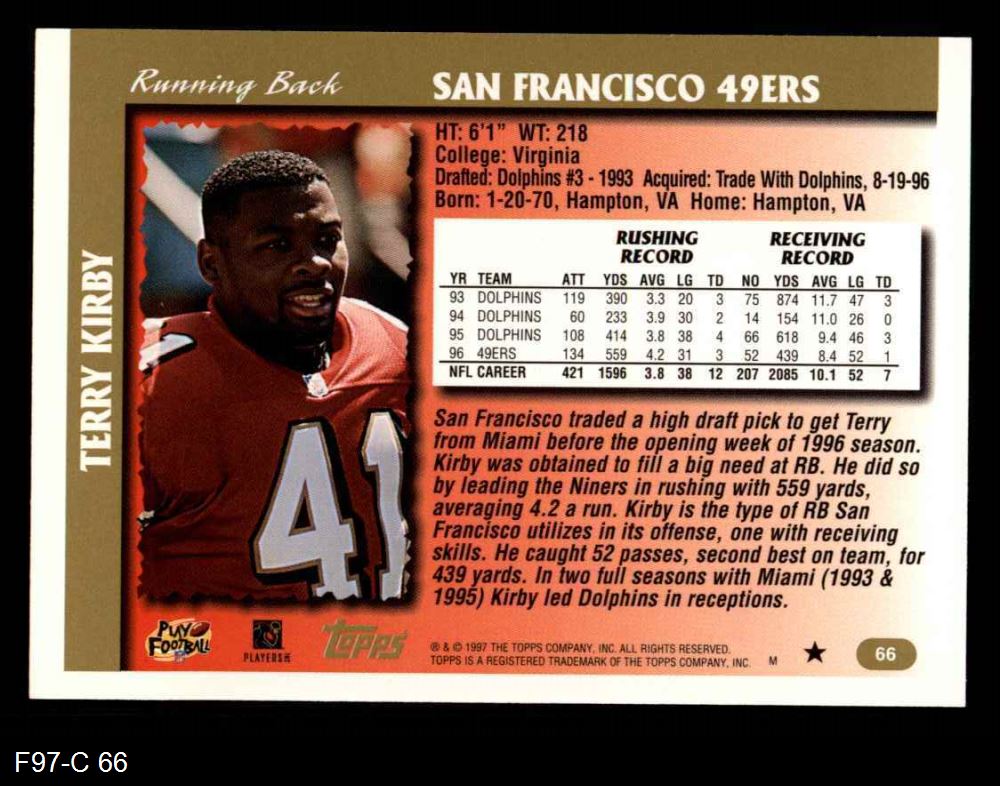 Running Back
SAN FRANCISCO 49ERS
TERRY KIRBY
HT: 6'1" WT: 218
College: Virginia
Drafted: Dolphins #3 - 1993 Acquired: Trade With Dolphins, 8-19-96
Born: 1-20-70, Hampton, VA Home: Hampton, VA
RUSHING RECORD RECEIVING RECORD
YR TEAM ATT YDS AVG LG TD NO YDS AVG LG TD
93 DOLPHINS 119 390 3.3 20 3 75 874 11.7 47 3
94 DOLPHINS 60 233 3.9 30 2 14 154 11.0 26 0
95 DOLPHINS 108 414 3.8 38 4 66 618 9.4 46 3
96 49ERS 134 559 4.2 31 3 52 439 8.4 52 1
NFL CAREER 421 1596 3.8 38 12 207 2085 10.1 52 7
San Francisco traded a high draft pick to get Terry
from Miami before the opening week of 1996 season.
Kirby was obtained to fill a big need at RB. He did so
by leading the Niners in rushing with 559 yards,
averaging 4.2 a run. Kirby is the type of RB San
Francisco utilizes in its offense, one with receiving
skills. He caught 52 passes, second best on team, for
439 yards. In two full seasons with Miami (1993 &
1995) Kirby led Dolphins in receptions.
41
PLAY FOOTBALL
PLAYERS
Topps
® & © 1997 THE TOPPS COMPANY, INC. ALL RIGHTS RESERVED.
TOPPS IS A REGISTERED TRADEMARK OF THE TOPPS COMPANY, INC. M
66
F97-C 66